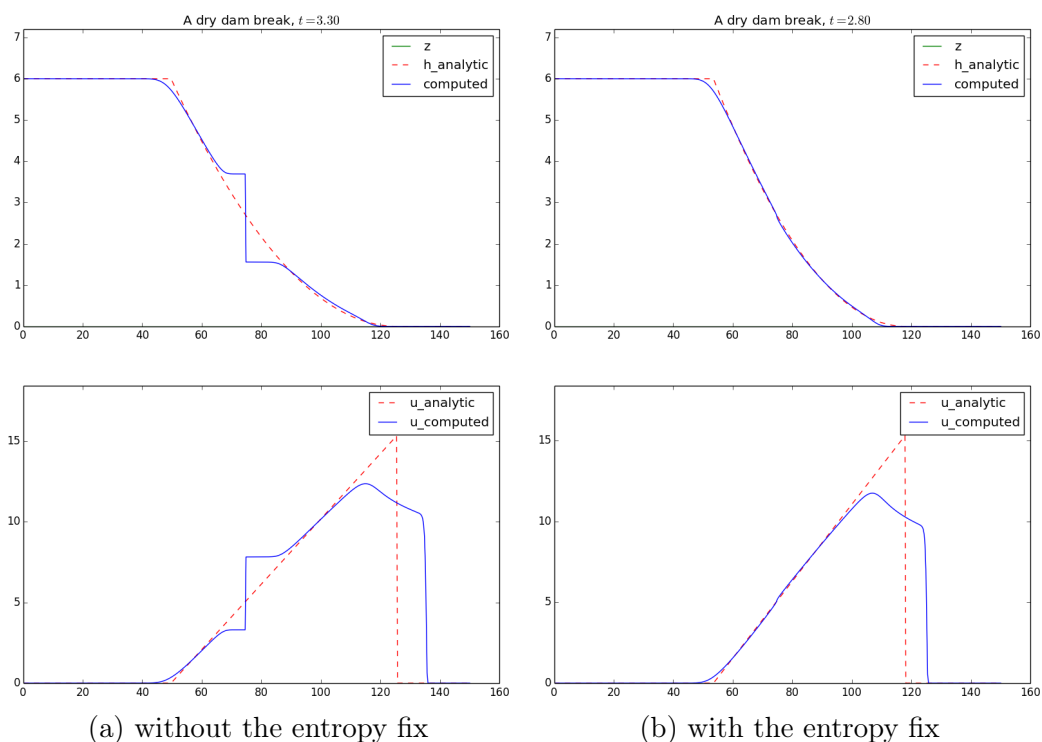 A dry dam break, t=3.30
7
6
5
4
3
2
1
0
z
h_analytic
computed
0 20 40 60 80 100 120 140 160
15
10
5
0
u_analytic
u_computed
0 20 40 60 80 100 120 140 160
(a) without the entropy fix
A dry dam break, t=2.80
7
6
5
4
3
2
1
0
z
h_analytic
computed
0 20 40 60 80 100 120 140 160
15
10
5
0
u_analytic
u_computed
0 20 40 60 80 100 120 140 160
(b) with the entropy fix